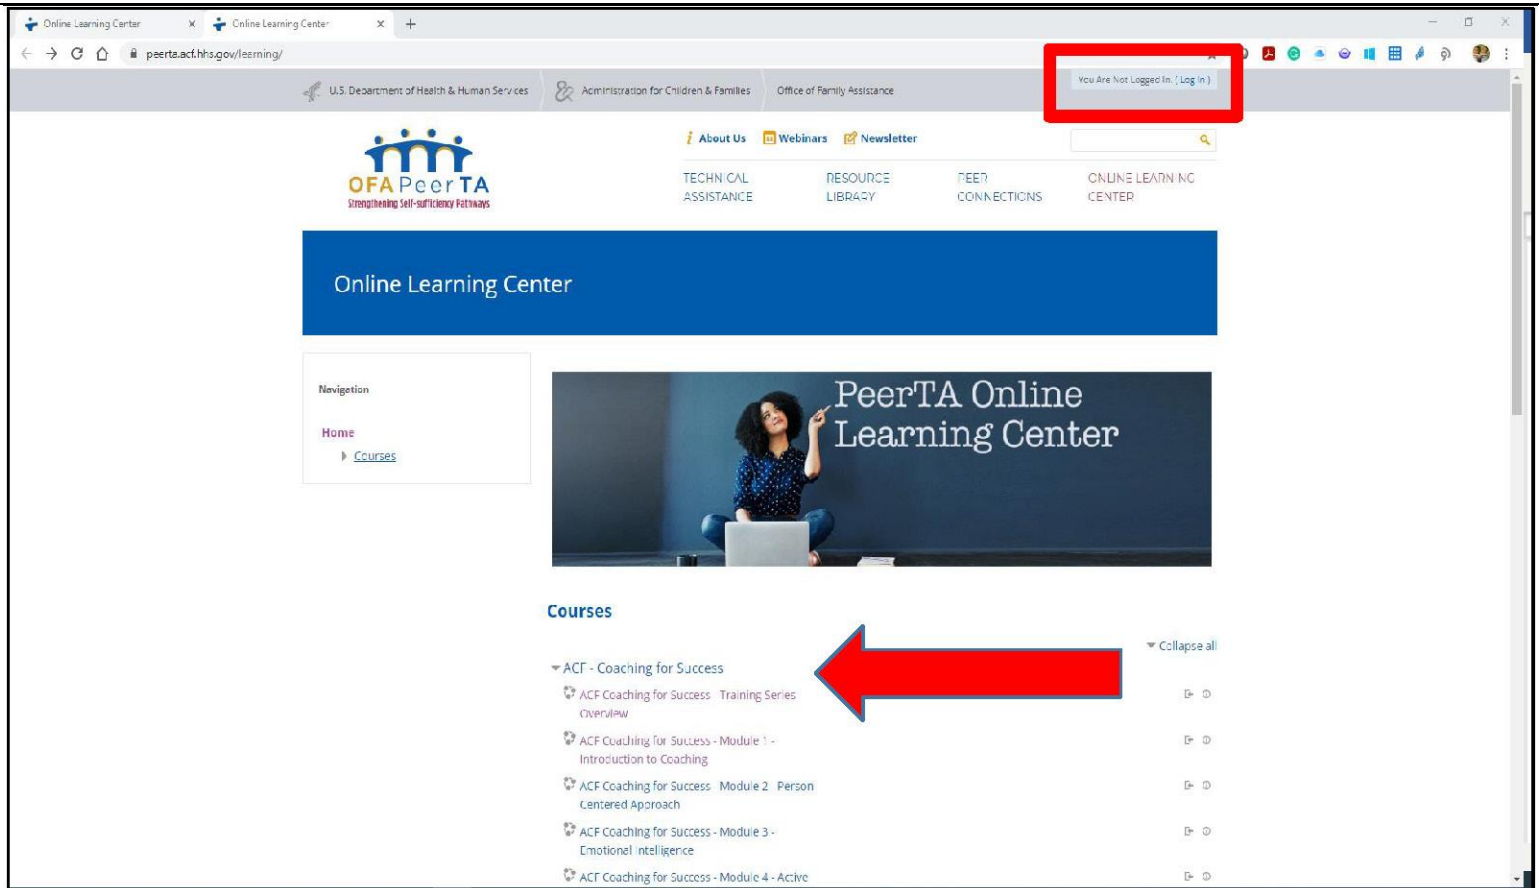 Online Learning Center
Online Learning Center
peerta.acf.hhs.gov/learning/
You Are Not Logged In. ( Log In )
U.S. Department of Health & Human Services
Administration for Children & Families
Office of Family Assistance
About Us
Webinars
Newsletter
OFA PeerTA
Strengthening Self-sufficiency Pathways
TECHNICAL
ASSISTANCE
RESOURCE
LIBRARY
PEER
CONNECTIONS
ONLINE LEARNING
CENTER
Online Learning Center
Navigation
Home
Courses
PeerTA Online
Learning Center
Courses
Collapse all
ACF - Coaching for Success
ACF Coaching for Success - Training Series
Overview
ACF Coaching for Success - Module 1 -
Introduction to Coaching
ACF Coaching for Success - Module 2 - Person
Centered Approach
ACF Coaching for Success - Module 3 -
Emotional Intelligence
ACF Coaching for Success - Module 4 - Active